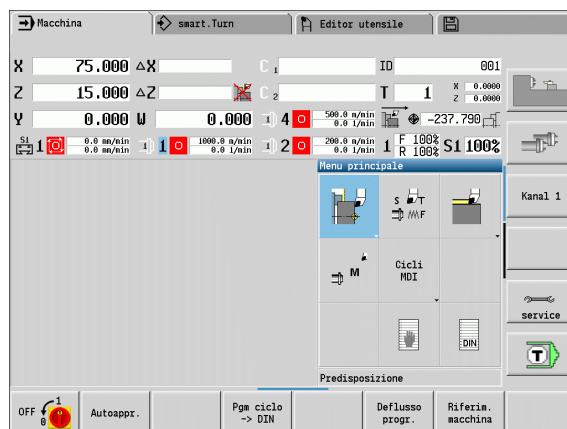 Macchina smart.Turn Editor utensile
X 75.000 ΔX C 1 ID 001
Z 15.000 ΔZ C 2 T 1 X 0.0000
Z 0.0000
Y 0.000 W 0.000 4 500.0 m/min
0.0 1/min -237.790
S1 1 0.0 mm/min
0.0 m/min 1 1000.0 m/min
0.0 1/min 2 200.0 m/min
0.0 1/min 1 F 100%
R 100% S1 100%
Menu principale
S T
M F
Kanal 1
M Cicli
MDI
service
DIN
T
Predisposizione
OFF 1
0 Autoappr. Pgm ciclo
-> DIN Deflusso
progr. Riferim.
macchina